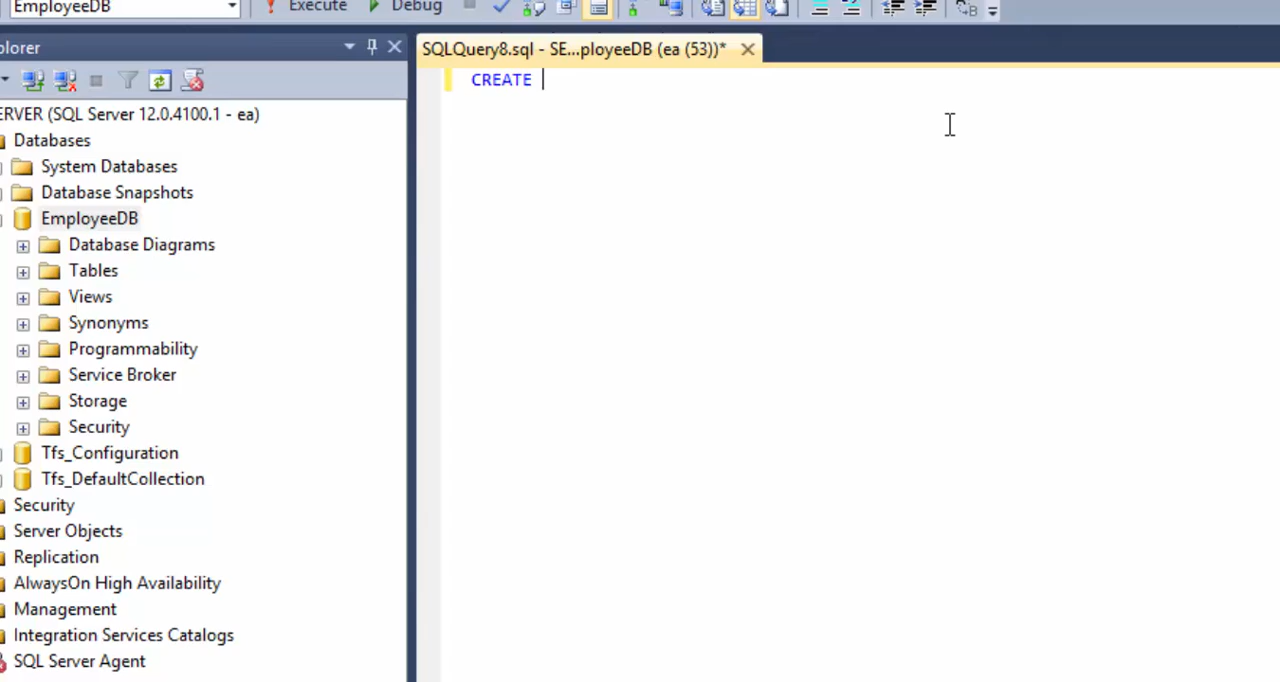 EmployeeDB
Execute
Debug
plorer
SQLQuery8.sql - SE...ployeeDB (ea (53))*
CREATE
ERVER (SQL Server 12.0.4100.1 - ea)
Databases
System Databases
Database Snapshots
EmployeeDB
Database Diagrams
Tables
Views
Synonyms
Programmability
Service Broker
Storage
Security
Tfs_Configuration
Tfs_DefaultCollection
Security
Server Objects
Replication
AlwaysOn High Availability
Management
Integration Services Catalogs
SQL Server Agent